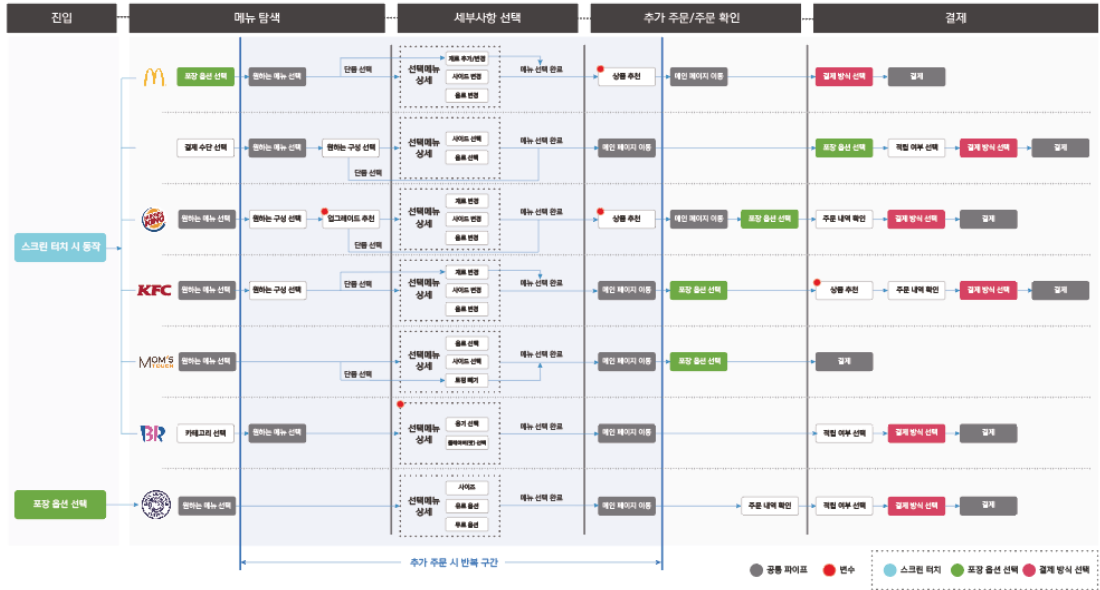 진입
메뉴 탐색
세부사항 선택
추가 주문/주문 확인
결제
포장 옵션 선택
원하는 메뉴 선택
단품 선택
선택메뉴
상세
재료 추가/변경
사이드 변경
음료 변경
메뉴 선택 완료
상품 추천
메인 페이지 이동
결제 방식 선택
결제
결제 수단 선택
원하는 메뉴 선택
원하는 구성 선택
단품 선택
선택메뉴
상세
사이드 선택
음료 선택
메뉴 선택 완료
메인 페이지 이동
포장 옵션 선택
적립 여부 선택
결제 방식 선택
결제
스크린 터치 시 동작
BURGER
KING
원하는 메뉴 선택
원하는 구성 선택
업그레이드 추천
단품 선택
선택메뉴
상세
재료 변경
사이드 변경
음료 변경
메뉴 선택 완료
상품 추천
메인 페이지 이동
포장 옵션 선택
주문 내역 확인
결제 방식 선택
결제
KFC
원하는 메뉴 선택
원하는 구성 선택
단품 선택
선택메뉴
상세
재료 변경
사이드 변경
음료 변경
메뉴 선택 완료
메인 페이지 이동
포장 옵션 선택
상품 추천
주문 내역 확인
결제 방식 선택
결제
MOM'S
TOUCH
원하는 메뉴 선택
단품 선택
선택메뉴
상세
음료 선택
사이드 선택
토핑 빼기
메뉴 선택 완료
메인 페이지 이동
포장 옵션 선택
결제
BR
카테고리 선택
원하는 메뉴 선택
선택메뉴
상세
용기 선택
플레이버(맛) 선택
메뉴 선택 완료
메인 페이지 이동
적립 여부 선택
결제 방식 선택
결제
포장 옵션 선택
원하는 메뉴 선택
선택메뉴
상세
사이즈
유료 옵션
무료 옵션
메뉴 선택 완료
메인 페이지 이동
주문 내역 확인
적립 여부 선택
결제 방식 선택
결제
추가 주문 시 반복 구간
공통 파이프
변수
스크린 터치
포장 옵션 선택
결제 방식 선택